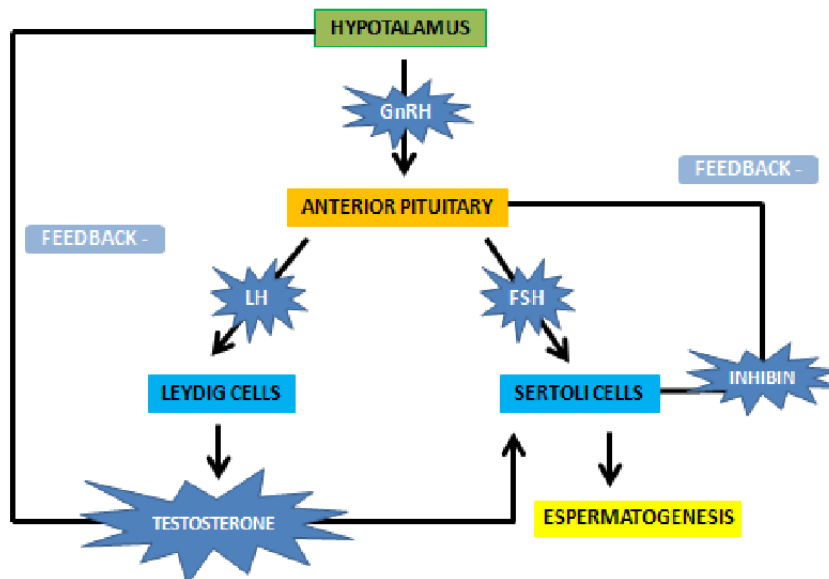 HYPOTALAMUS
GnRH
FEEDBACK -
ANTERIOR PITUITARY
FEEDBACK -
LH
FSH
INHIBIN
LEYDIG CELLS
SERTOLI CELLS
TESTOSTERONE
ESPERMATOGENESIS